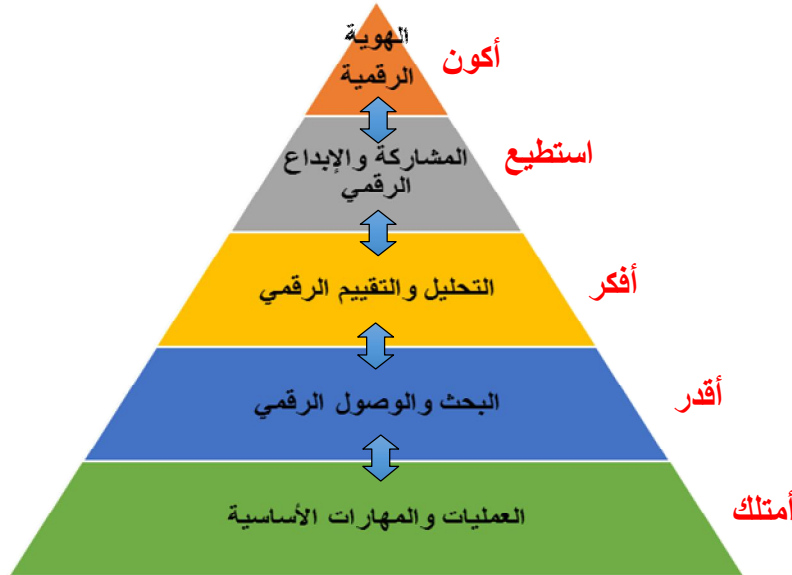 الهوية
الرقمية
أكون
المشاركة والإبداع
الرقمي
استطيع
التحليل والتقييم الرقمي
أفكر
البحث والوصول الرقمي
أقدر
العمليات والمهارات الأساسية
أمتلك